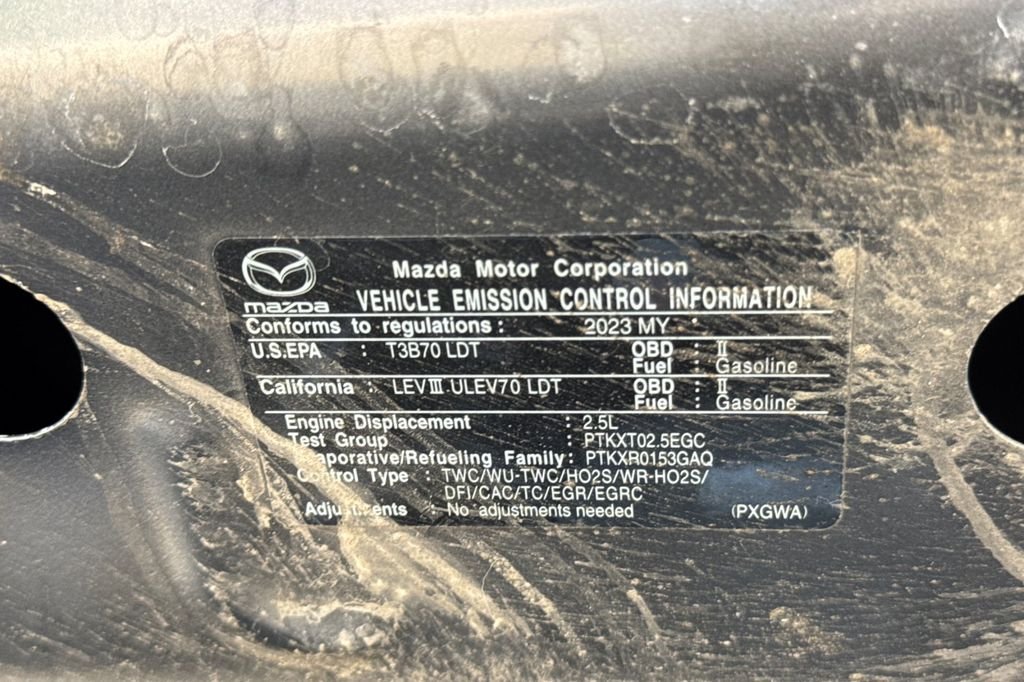 mazda
Mazda Motor Corporation
VEHICLE EMISSION CONTROL INFORMATION
Conforms to regulations : 2023 MY
U.S.EPA : T3B70 LDT OBD : II
Fuel : Gasoline
California : LEVIII ULEV70 LDT OBD : II
Fuel : Gasoline
Engine Displacement : 2.5L
Test Group : PTKXT02.5EGC
/Refueling Family: PTKXR0153GAQ
Control Type : TWC/WU-TWC/HO2S/WR-HO2S/
DFI/CAC/TC/EGR/EGRC
: No adjustments needed (PXGWA)